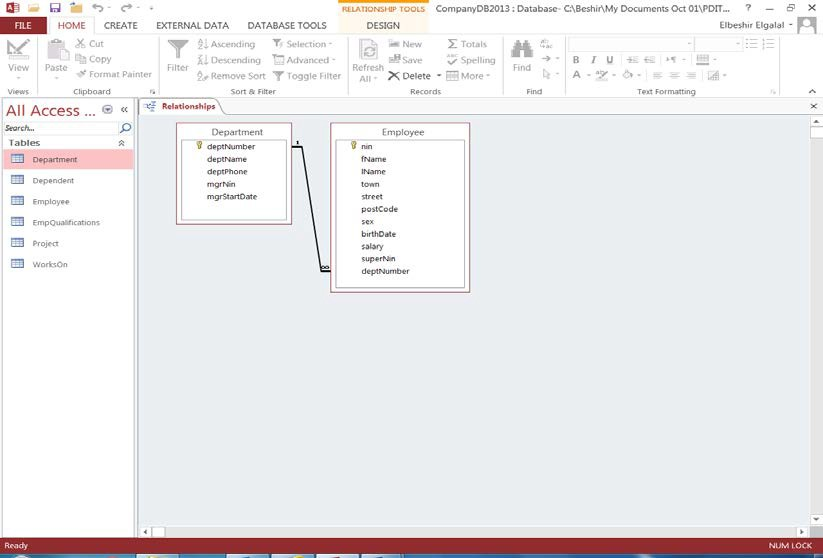 RELATIONSHIP TOOLS
CompanyDB2013 : Database- C:\Beshir\My Documents Oct 01\PDIT...
FILE HOME CREATE EXTERNAL DATA DATABASE TOOLS DESIGN Elbeshir Elgalal
View
Views
Paste
Cut
Copy
Format Painter
Clipboard
Filter
Ascending
Descending
Remove Sort
Selection
Advanced
Toggle Filter
Sort & Filter
Refresh
All
New
Save
Delete
Totals
Spelling
More
Records
Find
Find
B I U
A
Text Formatting
All Access ...
Search...
Tables
Department
Dependent
Employee
EmpQualifications
Project
WorksOn
Relationships
Department
deptNumber
deptName
deptPhone
mgrNin
mgrStartDate
1
∞
Employee
nin
fName
lName
town
street
postCode
sex
birthDate
salary
superNin
deptNumber
Ready
NUM LOCK